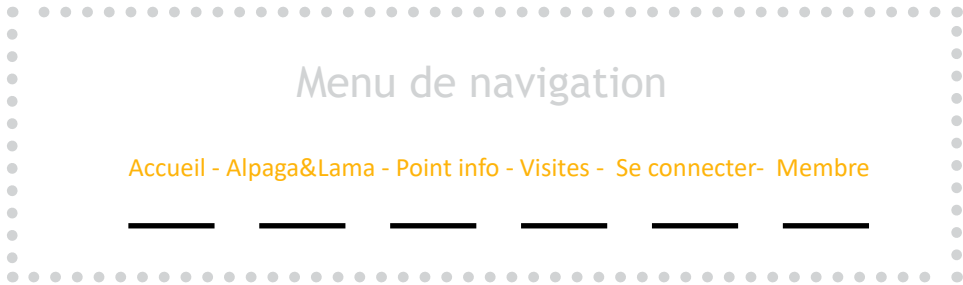 Menu de navigation
Accueil - Alpaga&Lama - Point info - Visites -  Se connecter-  Membre